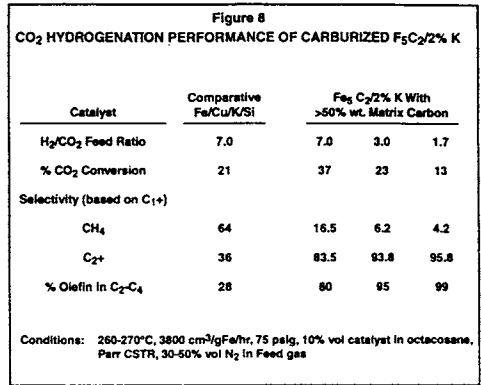 Figure 8
CO2 HYDROGENATION PERFORMANCE OF CARBURIZED F5C2/2% K
Comparative Fe5 C2/2% K With
Catalyst Fe/Cu/K/Si >50% wt. Matrix Carbon
H2/CO2 Feed Ratio 7.0 7.0 3.0 1.7
% CO2 Conversion 21 37 23 13
Selectivity (based on C1+)
CH4 64 16.5 6.2 4.2
C2+ 36 83.5 93.8 95.8
% Olefin in C2-C4 28 60 95 99
Conditions: 260-270°C, 3800 cm3/gFe/hr, 75 psig, 10% vol catalyst in octacosane,
Parr CSTR, 30-50% vol N2 in Feed gas